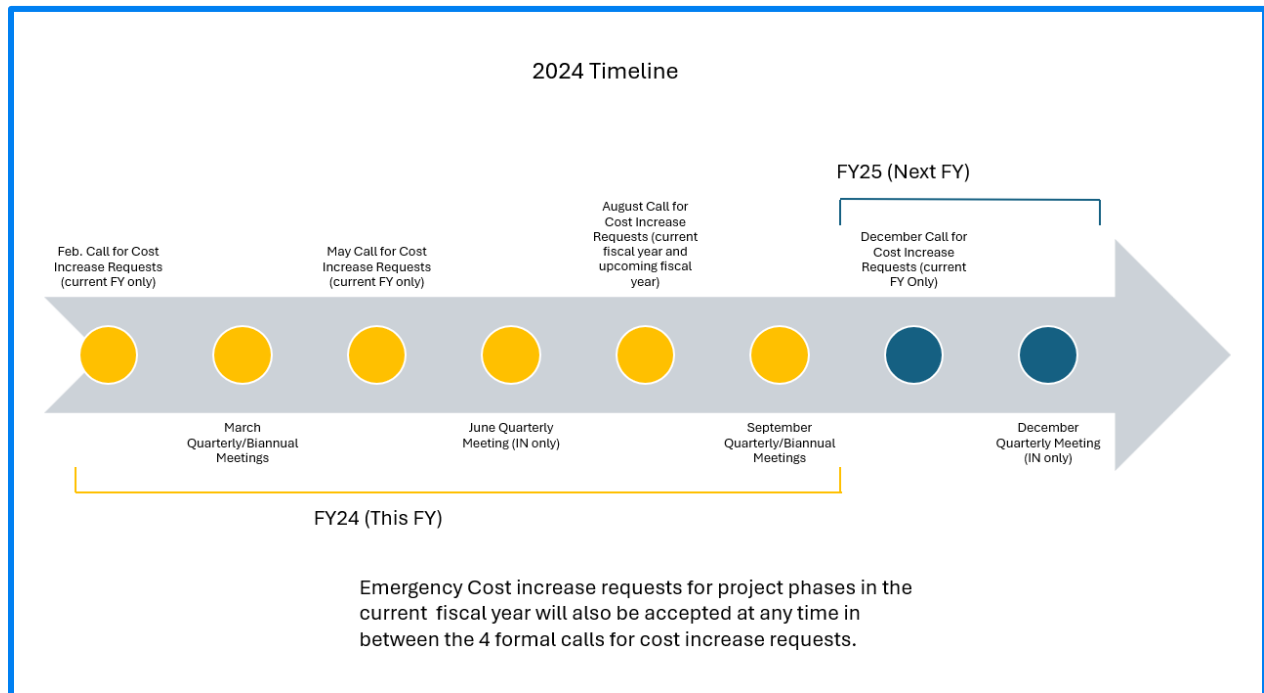 2024 Timeline
FY25 (Next FY)
Feb. Call for Cost
Increase Requests
(current FY only)
May Call for Cost
Increase Requests
(current FY only)
August Call for
Cost Increase
Requests (current
fiscal year and
upcoming fiscal
year)
December Call for
Cost Increase
Requests (current
FY Only)
March
Quarterly/Biannual
Meetings
June Quarterly
Meeting (IN only)
September
Quarterly/Biannual
Meetings
December
Quarterly Meeting
(IN only)
FY24 (This FY)
Emergency Cost increase requests for project phases in the
current fiscal year will also be accepted at any time in
between the 4 formal calls for cost increase requests.